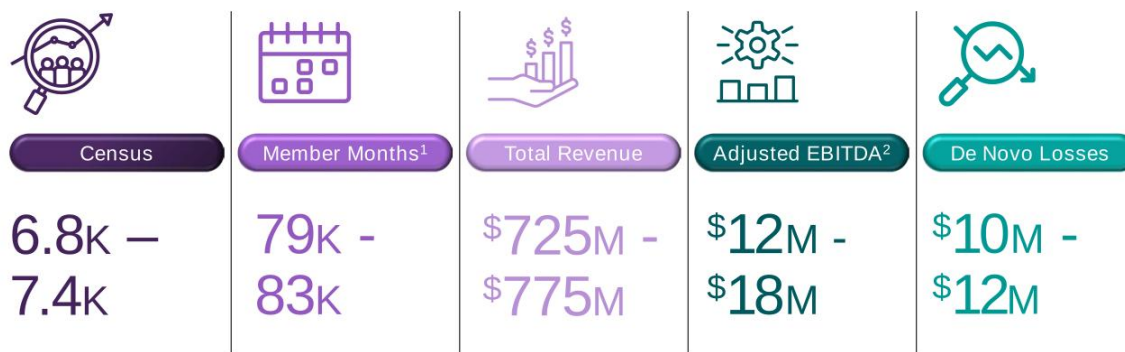 Census
6.8K –
7.4K
Member Months¹
79K -
83K
$ $ $
Total Revenue
$725M -
$775M
Adjusted EBITDA²
$12M -
$18M
De Novo Losses
$10M -
$12M